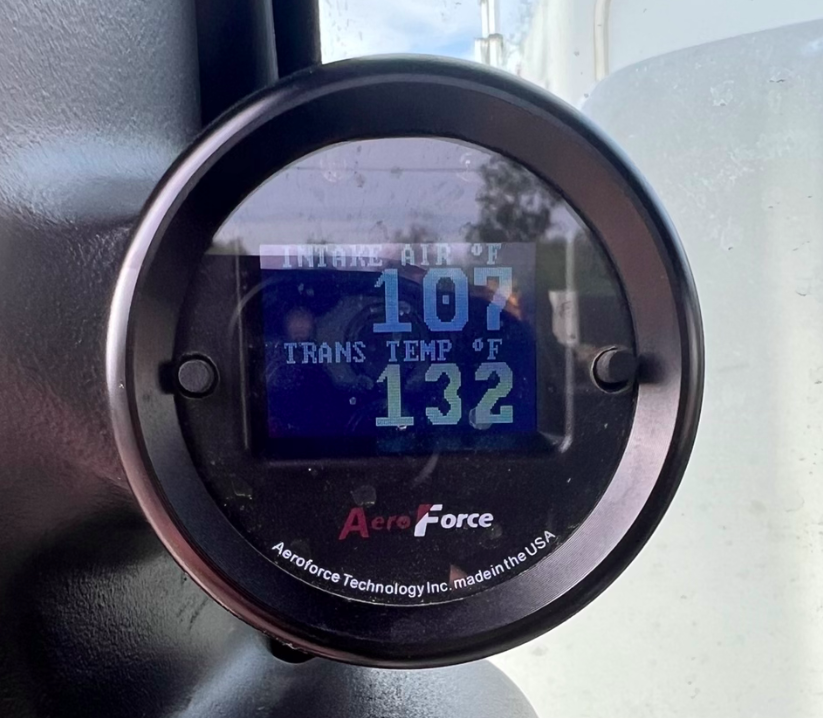 INTAKE AIR °F
107
TRANS TEMP °F
132
AeroForce
Aeroforce Technology Inc. made in the USA